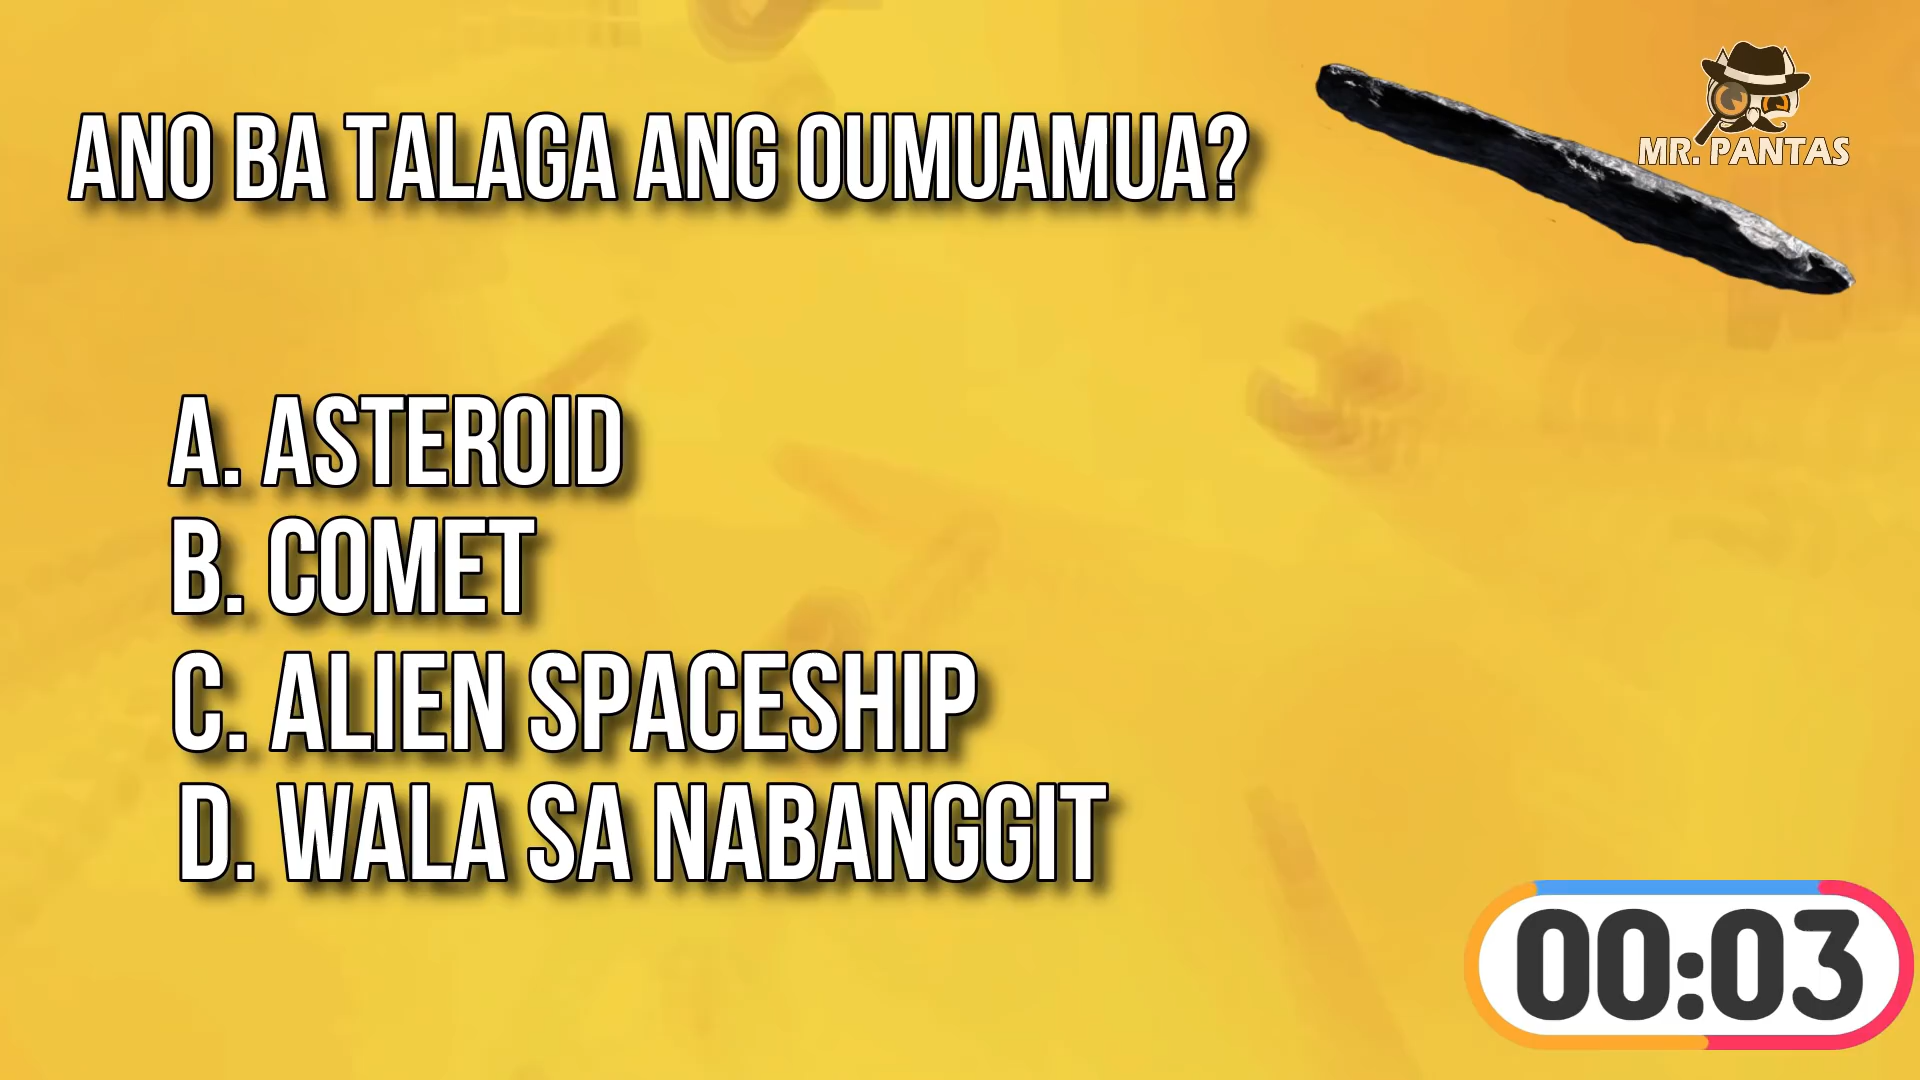 ANO BA TALAGA ANG OUMUAMUA?
MR. PANTAS
A. ASTEROID
B. COMET
C. ALIEN SPACESHIP
D. WALA SA NABANGGIT
00:03